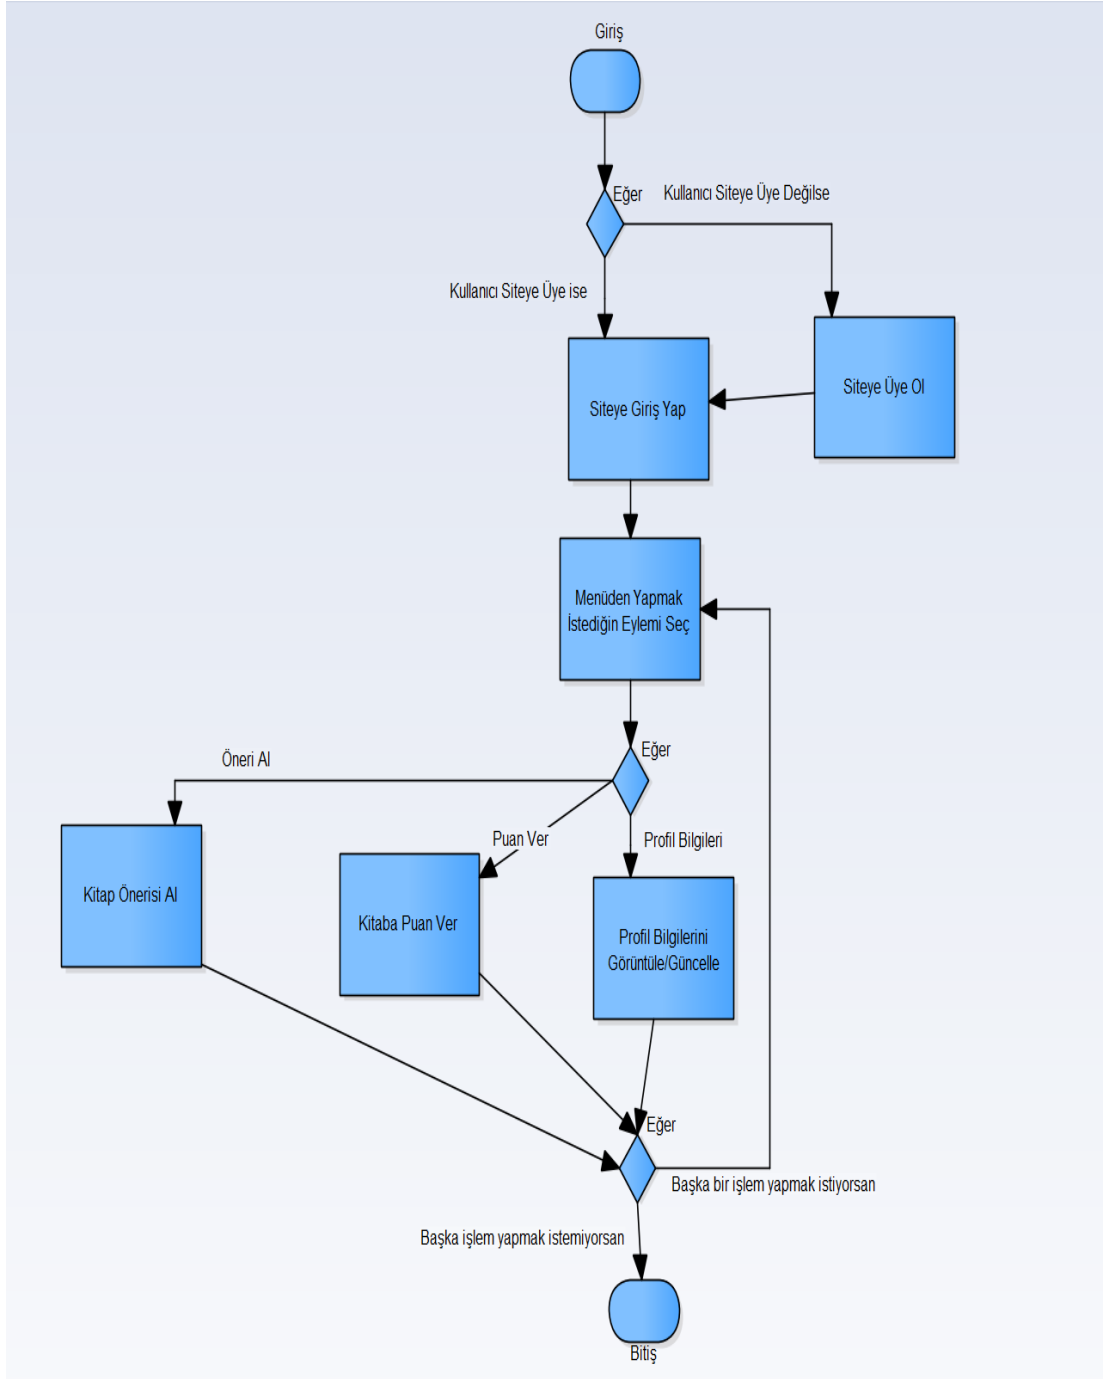 Giriş
Eğer
Kullanıcı Siteye Üye Değilse
Kullanıcı Siteye Üye ise
Siteye Giriş Yap
Siteye Üye Ol
Menüden Yapmak
İstediğin Eylemi Seç
Eğer
Öneri Al
Puan Ver
Profil Bilgileri
Kitap Önerisi Al
Kitaba Puan Ver
Profil Bilgilerini
Görüntüle/Güncelle
Eğer
Başka bir işlem yapmak istiyorsan
Başka işlem yapmak istemiyorsan
Bitiş